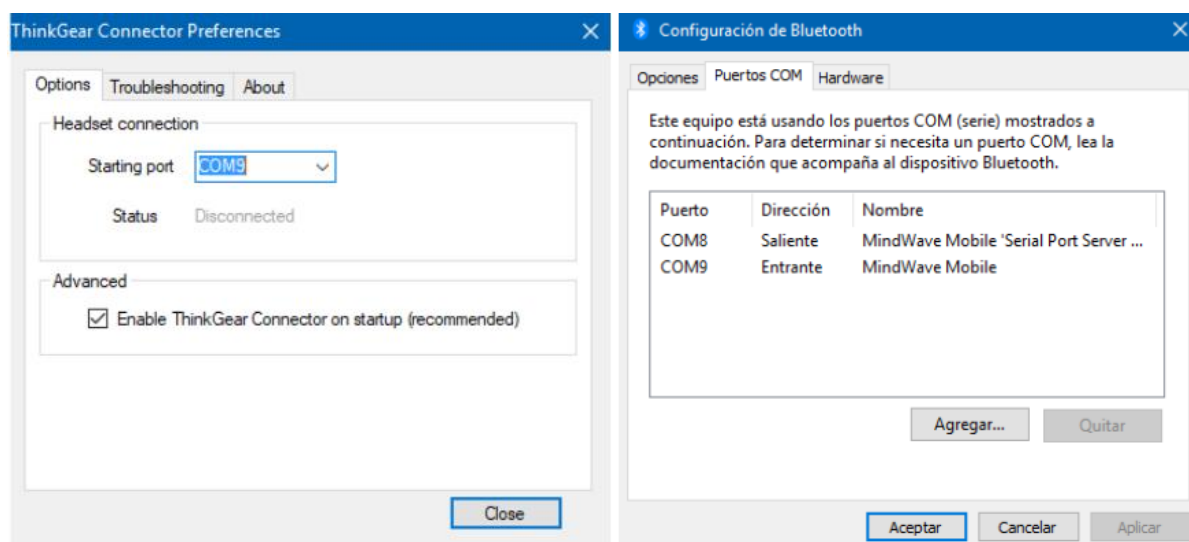 ThinkGear Connector Preferences
Options Troubleshooting About
Headset connection
Starting port COM9
Status Disconnected
Advanced
Enable ThinkGear Connector on startup (recommended)
Close
Configuración de Bluetooth
Opciones Puertos COM Hardware
Este equipo está usando los puertos COM (serie) mostrados a
continuación. Para determinar si necesita un puerto COM, lea la
documentación que acompaña al dispositivo Bluetooth.
Puerto Dirección Nombre
COM8 Saliente MindWave Mobile 'Serial Port Server ...
COM9 Entrante MindWave Mobile
Agregar... Quitar
Aceptar Cancelar Aplicar